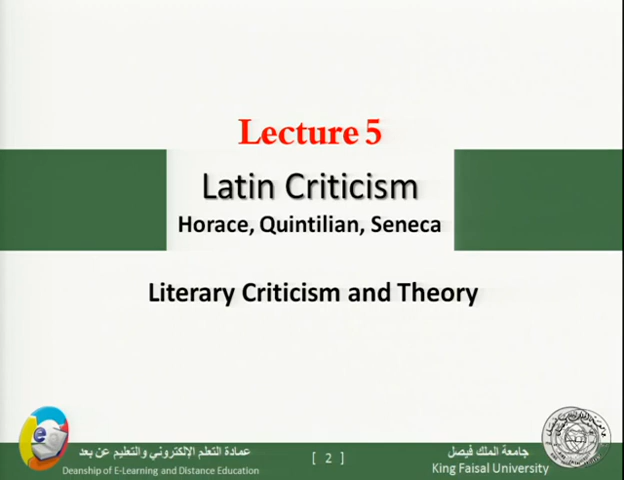 Lecture 5
Latin Criticism
Horace, Quintilian, Seneca
Literary Criticism and Theory
عمادة التعلم الإلكتروني والتعليم عن بعد
Deanship of E-Learning and Distance Education
[ 2 ]
جامعة الملك فيصل
King Faisal University